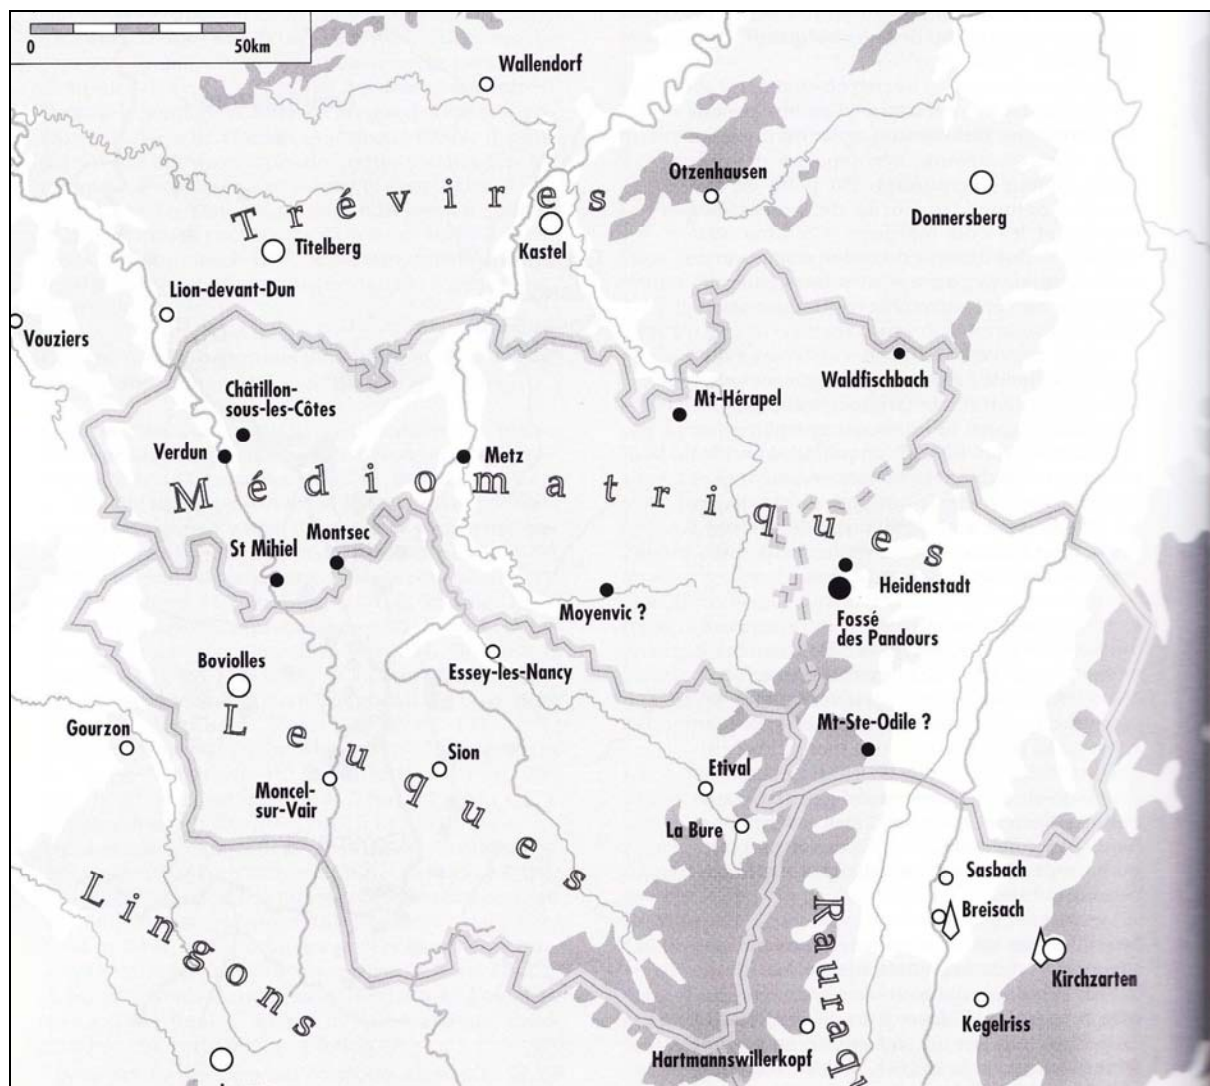 0 50km
Wallendorf
Otzenhausen
Donnersberg
Trévires
Kastel
Titelberg
Lion-devant-Dun
Vouziers
Waldfischbach
Châtillon-
sous-les-Côtes
Mt-Hérapel
Verdun
Metz
Médiomatriques
Montsec
St Mihiel
Heidenstadt
Moyenvic ?
Fossé
des Pandours
Boviolles
Essey-les-Nancy
Leuques
Gourzon
Mt-Ste-Odile ?
Sion
Etival
Moncel-
sur-Vair
La Bure
Sasbach
Lingons
Breisach
Rauraq
Kirchzarten
Kegelriss
Hartmannswillerkopf